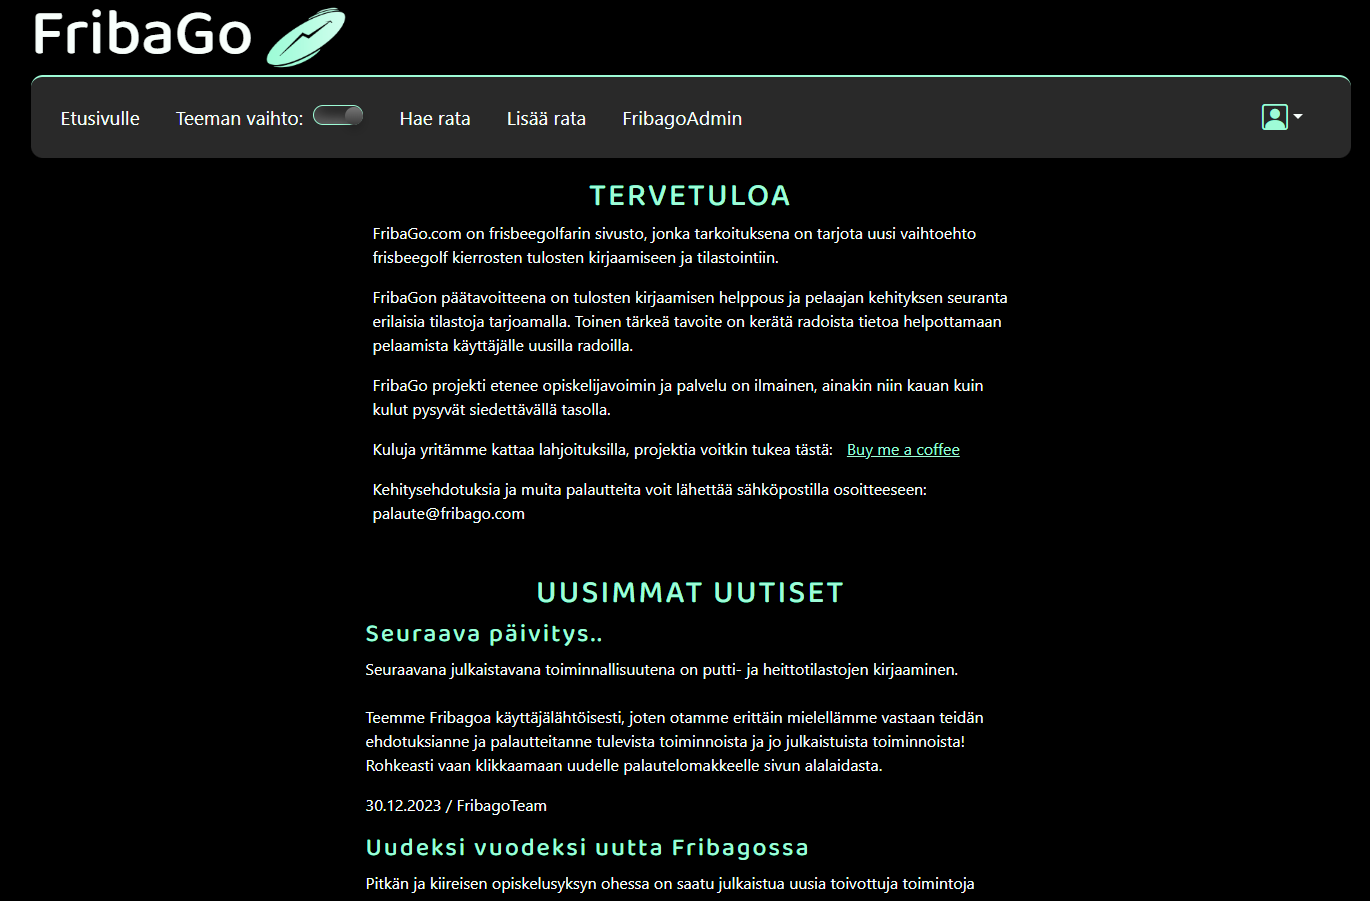 FribaGo
Etusivulle Teeman vaihto: Hae rata Lisää rata FribagoAdmin
TERVETULOA
FribaGo.com on frisbeegolfarin sivusto, jonka tarkoituksena on tarjota uusi vaihtoehto
frisbeegolf kierrosten tulosten kirjaamiseen ja tilastointiin.
FribaGon päätavoitteena on tulosten kirjaamisen helppous ja pelaajan kehityksen seuranta
erilaisia tilastoja tarjoamalla. Toinen tärkeä tavoite on kerätä radoista tietoa helpottamaan
pelaamista käyttäjälle uusilla radoilla.
FribaGo projekti etenee opiskelijavoimin ja palvelu on ilmainen, ainakin niin kauan kuin
kulut pysyvät siedettävällä tasolla.
Kuluja yritämme kattaa lahjoituksilla, projektia voitkin tukea tästä: Buy me a coffee
Kehitysehdotuksia ja muita palautteita voit lähettää sähköpostilla osoitteeseen:
palaute@fribago.com
UUSIMMAT UUTISET
Seuraava päivitys..
Seuraavana julkaistavana toiminnallisuutena on putti- ja heittotilastojen kirjaaminen.
Teemme Fribagoa käyttäjälähtöisesti, joten otamme erittäin mielellämme vastaan teidän
ehdotuksianne ja palautteitanne tulevista toiminnoista ja jo julkaistuista toiminnoista!
Rohkeasti vaan klikkaamaan uudelle palautelomakkeelle sivun alalaidasta.
30.12.2023 / FribagoTeam
Uudeksi vuodeksi uutta Fribagossa
Pitkän ja kiireisen opiskelusyksyn ohessa on saatu julkaistua uusia toivottuja toimintoja